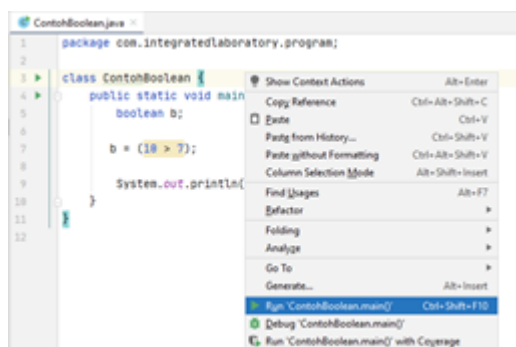 ContohBoolean.java
1 package com.integratedlaboratory.program;
2
3 class ContohBoolean {
4 public static void main
5 boolean b;
6
7 b = (10 > 7);
8
9 System.out.println(
10 }
11 }
12
Show Context Actions Alt+Enter
Copy Reference Ctrl+Alt+Shift+C
Paste Ctrl+V
Paste from History... Ctrl+Shift+V
Paste without Formatting Ctrl+Alt+Shift+V
Column Selection Mode Alt+Shift+Insert
Find Usages Alt+F7
Refactor
Folding
Analyze
Go To
Generate... Alt+Insert
Run 'ContohBoolean.main()' Ctrl+Shift+F10
Debug 'ContohBoolean.main()'
Run 'ContohBoolean.main()' with Coverage